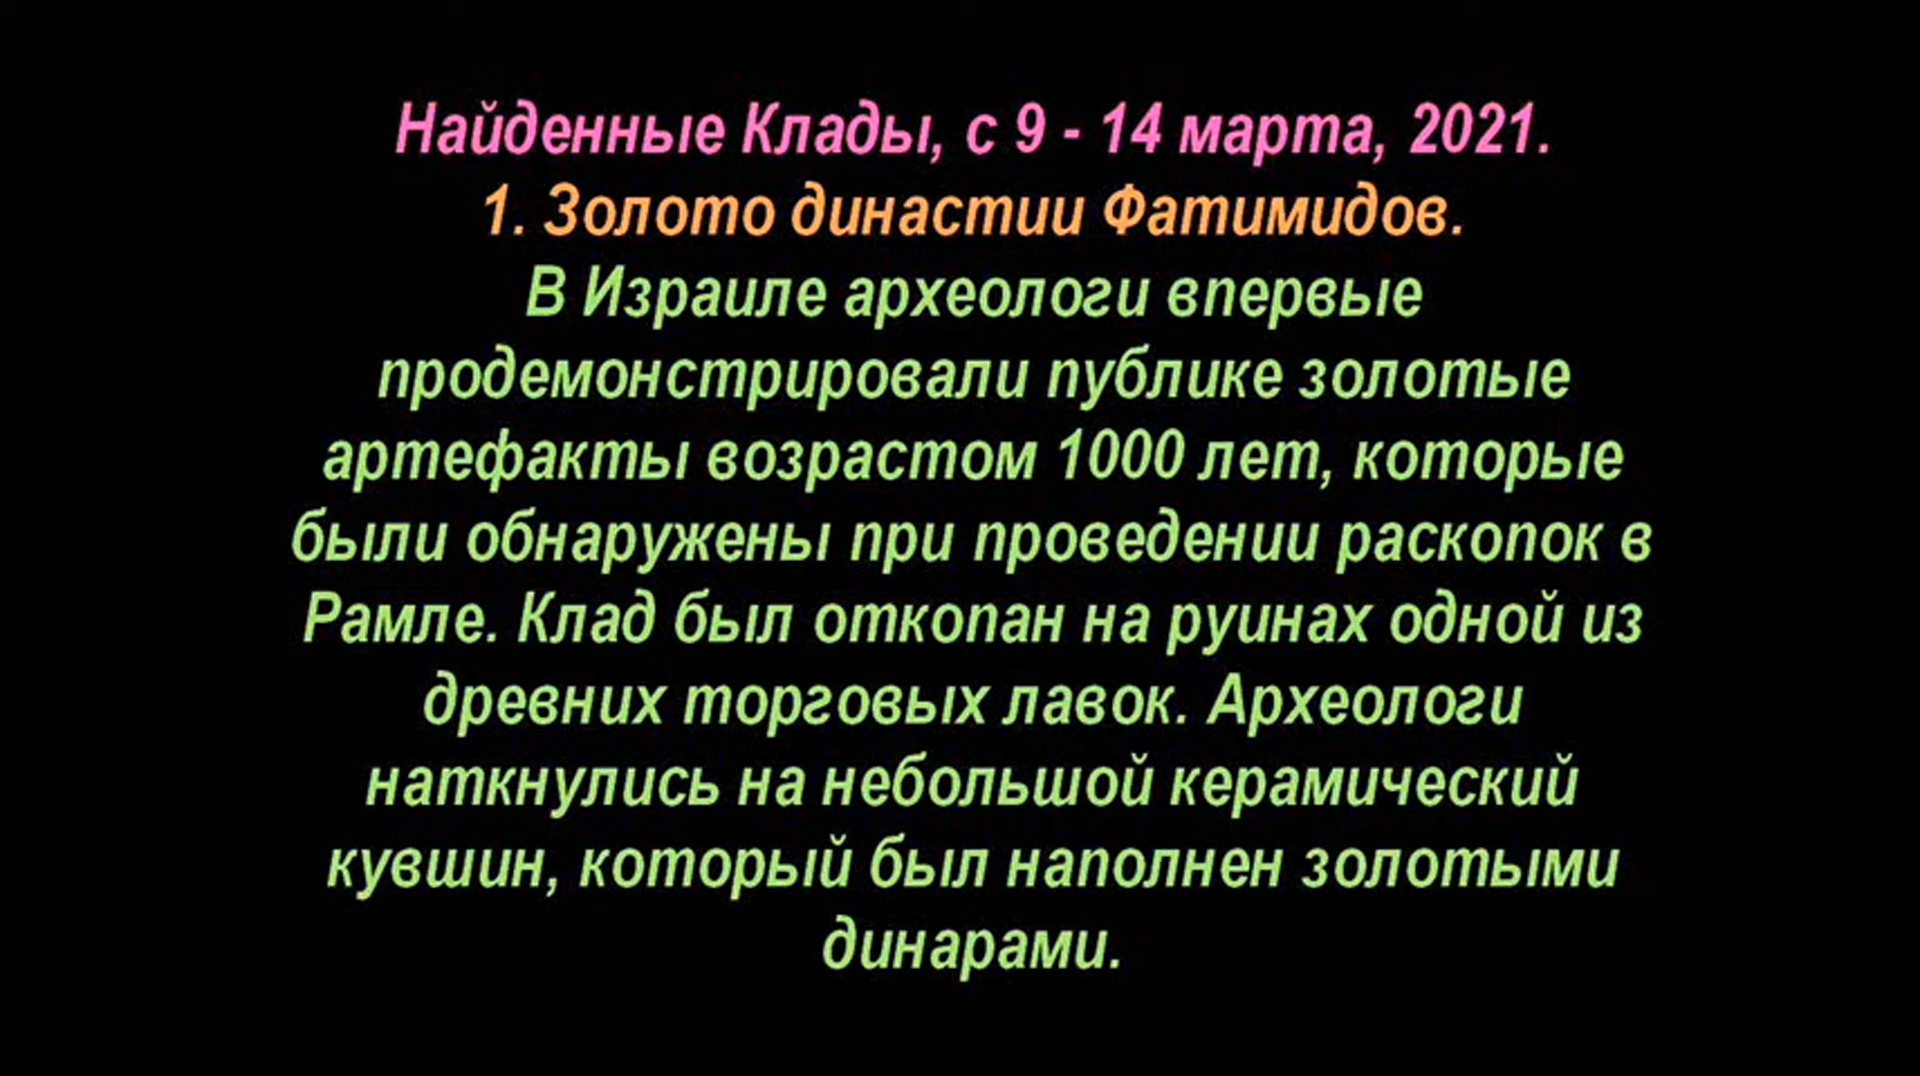 Найденные Клады, с 9 - 14 марта, 2021.
1. Золото династии Фатимидов.
В Израиле археологи впервые
продемонстрировали публике золотые
артефакты возрастом 1000 лет, которые
были обнаружены при проведении раскопок в
Рамле. Клад был откопан на руинах одной из
древних торговых лавок. Археологи
наткнулись на небольшой керамический
кувшин, который был наполнен золотыми
динарами.